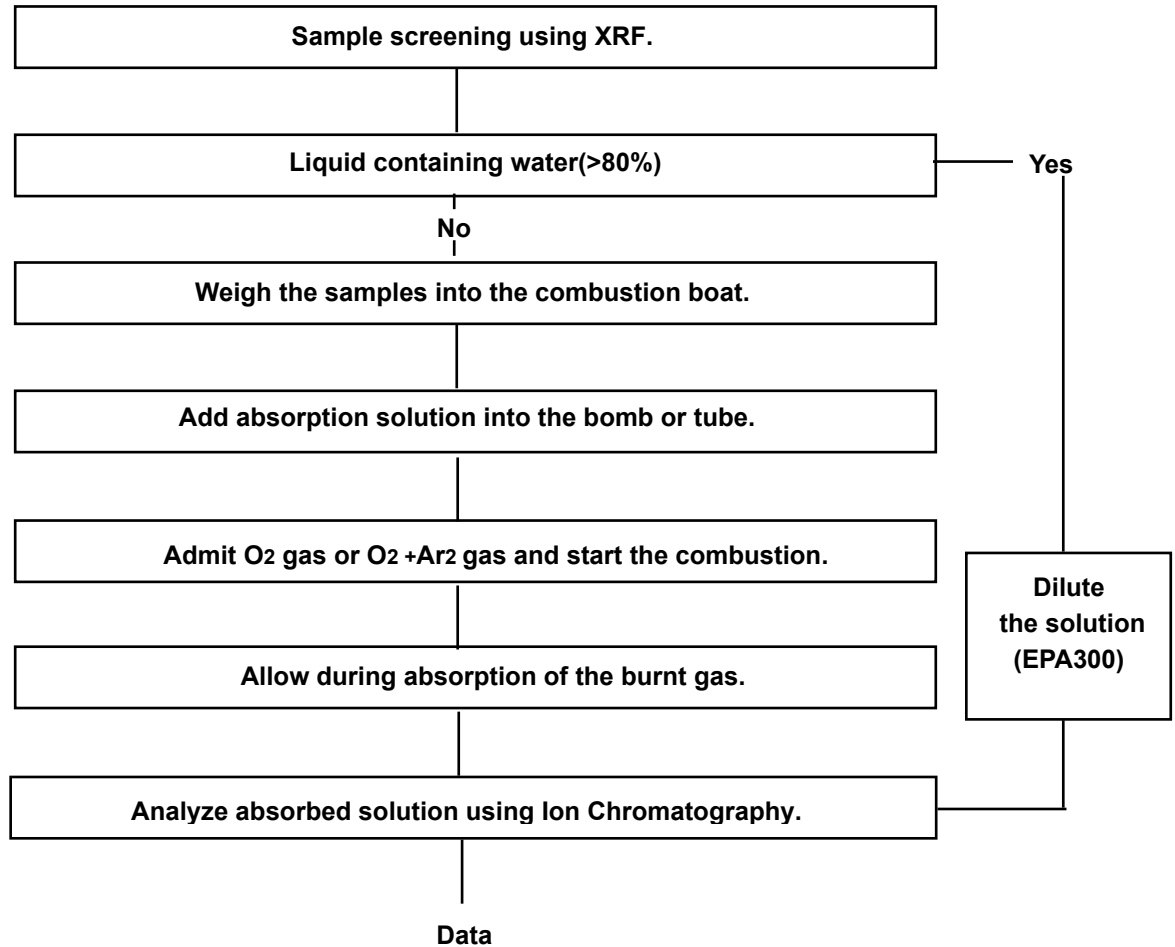 Sample screening using XRF.
Liquid containing water(>80%)
Yes
No
Weigh the samples into the combustion boat.
Add absorption solution into the bomb or tube.
Admit O2 gas or O2 +Ar2 gas and start the combustion.
Dilute
the solution
(EPA300)
Allow during absorption of the burnt gas.
Analyze absorbed solution using Ion Chromatography.
Data